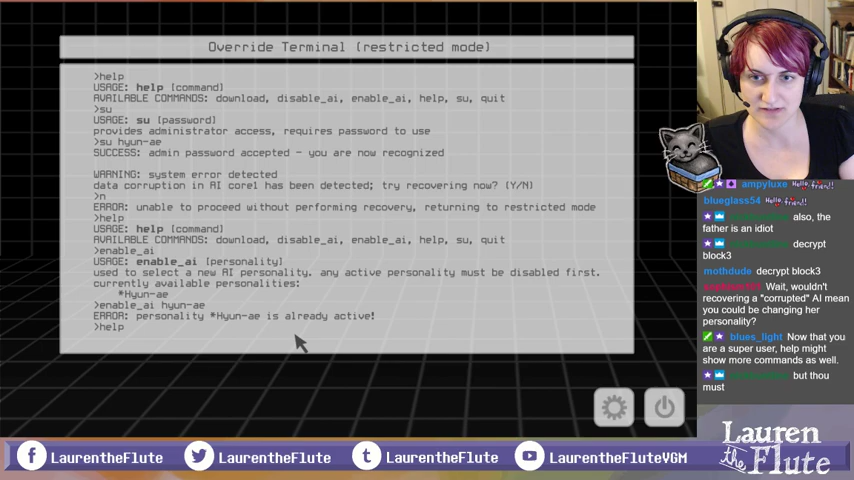 Override Terminal (restricted mode)
>help
USAGE: help [command]
AVAILABLE COMMANDS: download, disable_ai, enable_ai, help, su, quit
>su
USAGE: su [password]
provides administrator access, requires password to use
>su hyun-ae
SUCCESS: admin password accepted - you are now recognized
WARNING: system error detected
data corruption in AI core1 has been detected; try recovering now? (Y/N)
>n
ERROR: unable to proceed without performing recovery, returning to restricted mode
>help
USAGE: help [command]
AVAILABLE COMMANDS: download, disable_ai, enable_ai, help, su, quit
>enable_ai
USAGE: enable_ai [personality]
used to select a new AI personality. any active personality must be disabled first.
currently available personalities:
*Hyun-ae
>enable_ai hyun-ae
ERROR: personality *Hyun-ae is already active!
>help
ampyluxe Hello, friend!!
blueglass54 Hello, friend!!
also, the
father is an idiot
decrypt
block3
mothdude decrypt block3
Wait, wouldn't
recovering a "corrupted" AI mean
you could be changing her
personality?
blues_light Now that you
are a super user, help might
show more commands as well.
but thou
must
Lauren
the Flute
LaurentheFlute
LaurentheFlute
LaurentheFlute
LaurentheFluteVGM